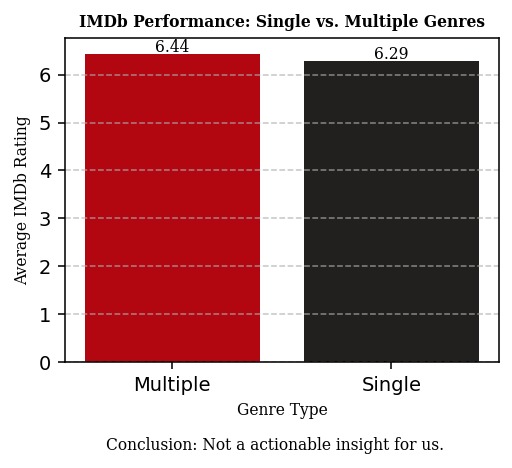 IMDb Performance: Single vs. Multiple Genres
6.44
6.29
6
5
4
3
2
1
0
Average IMDb Rating
Multiple
Single
Genre Type
Conclusion: Not a actionable insight for us.